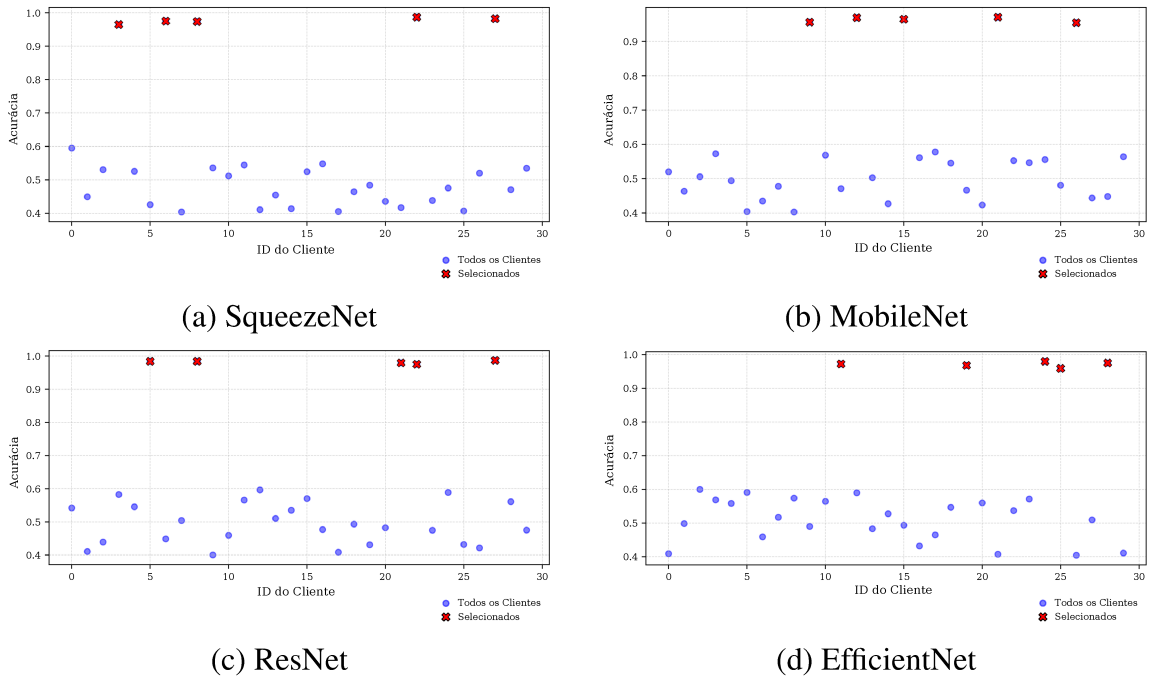 1.0
0.9
0.8
0.7
0.6
0.5
0.4
Acurácia
0 5 10 15 20 25 30
ID do Cliente
Todos os Clientes
Selecionados
(a) SqueezeNet
0.9
0.8
0.7
0.6
0.5
0.4
Acurácia
0 5 10 15 20 25 30
ID do Cliente
Todos os Clientes
Selecionados
(b) MobileNet
1.0
0.9
0.8
0.7
0.6
0.5
0.4
Acurácia
0 5 10 15 20 25 30
ID do Cliente
Todos os Clientes
Selecionados
(c) ResNet
1.0
0.9
0.8
0.7
0.6
0.5
0.4
Acurácia
0 5 10 15 20 25 30
ID do Cliente
Todos os Clientes
Selecionados
(d) EfficientNet